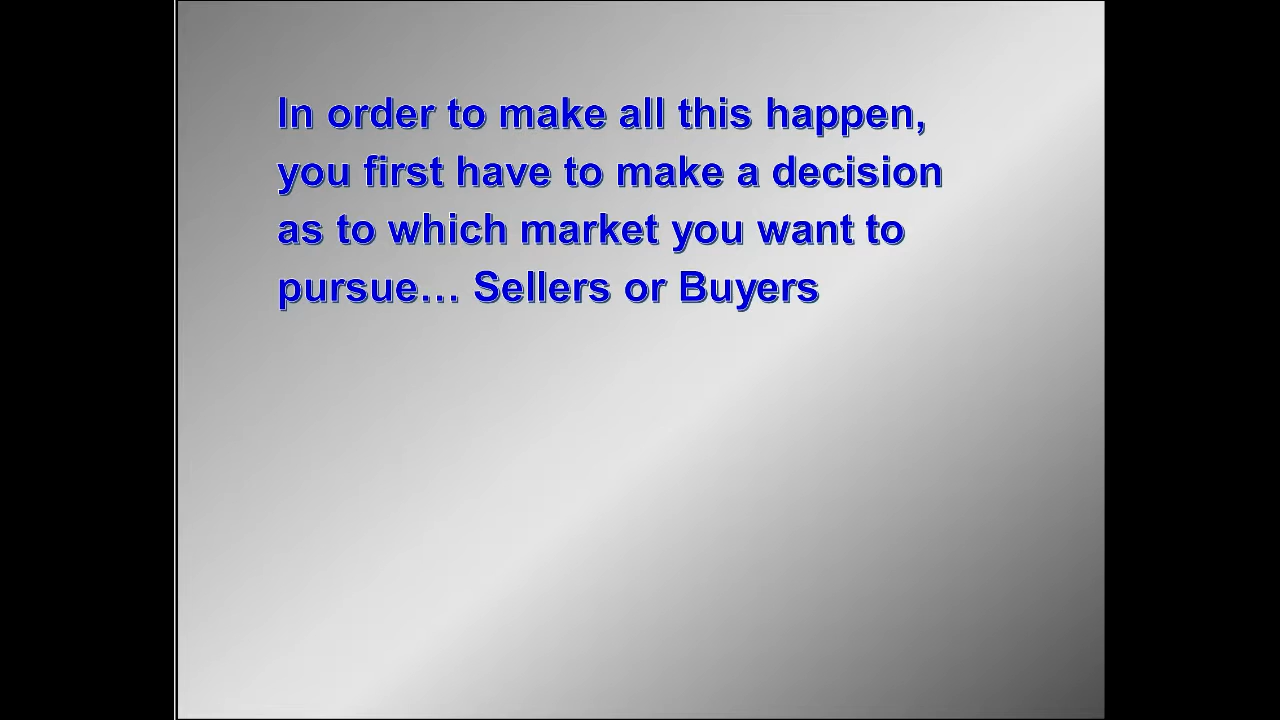 In order to make all this happen,
you first have to make a decision
as to which market you want to
pursue… Sellers or Buyers